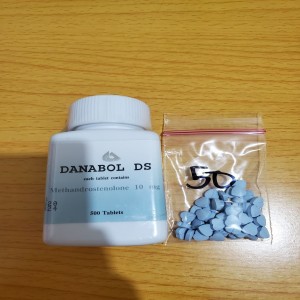 DANABOL DS
each tablet contains
Methandrostenolone 10 mg
500 Tablets
50